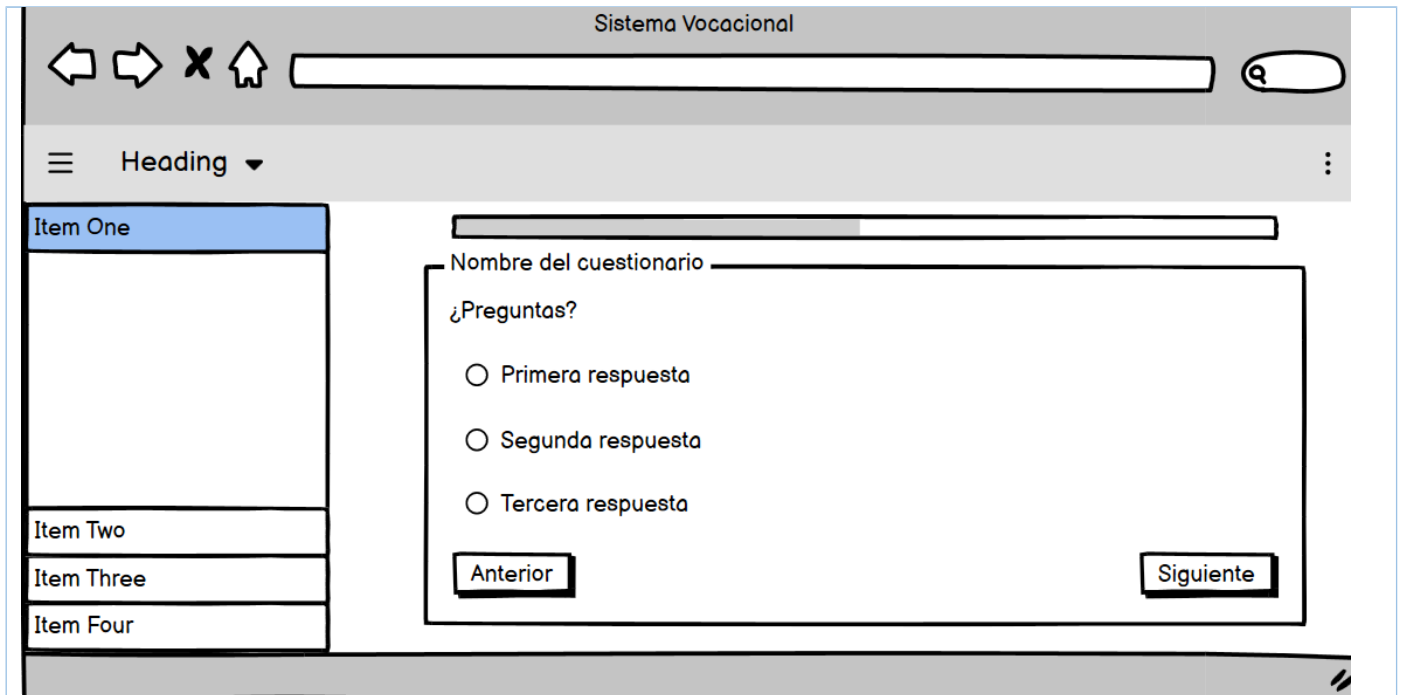 Sistema Vocacional
Heading
Item One
Nombre del cuestionario
¿Preguntas?
Primera respuesta
Segunda respuesta
Tercera respuesta
Item Two
Item Three
Item Four
Anterior
Siguiente